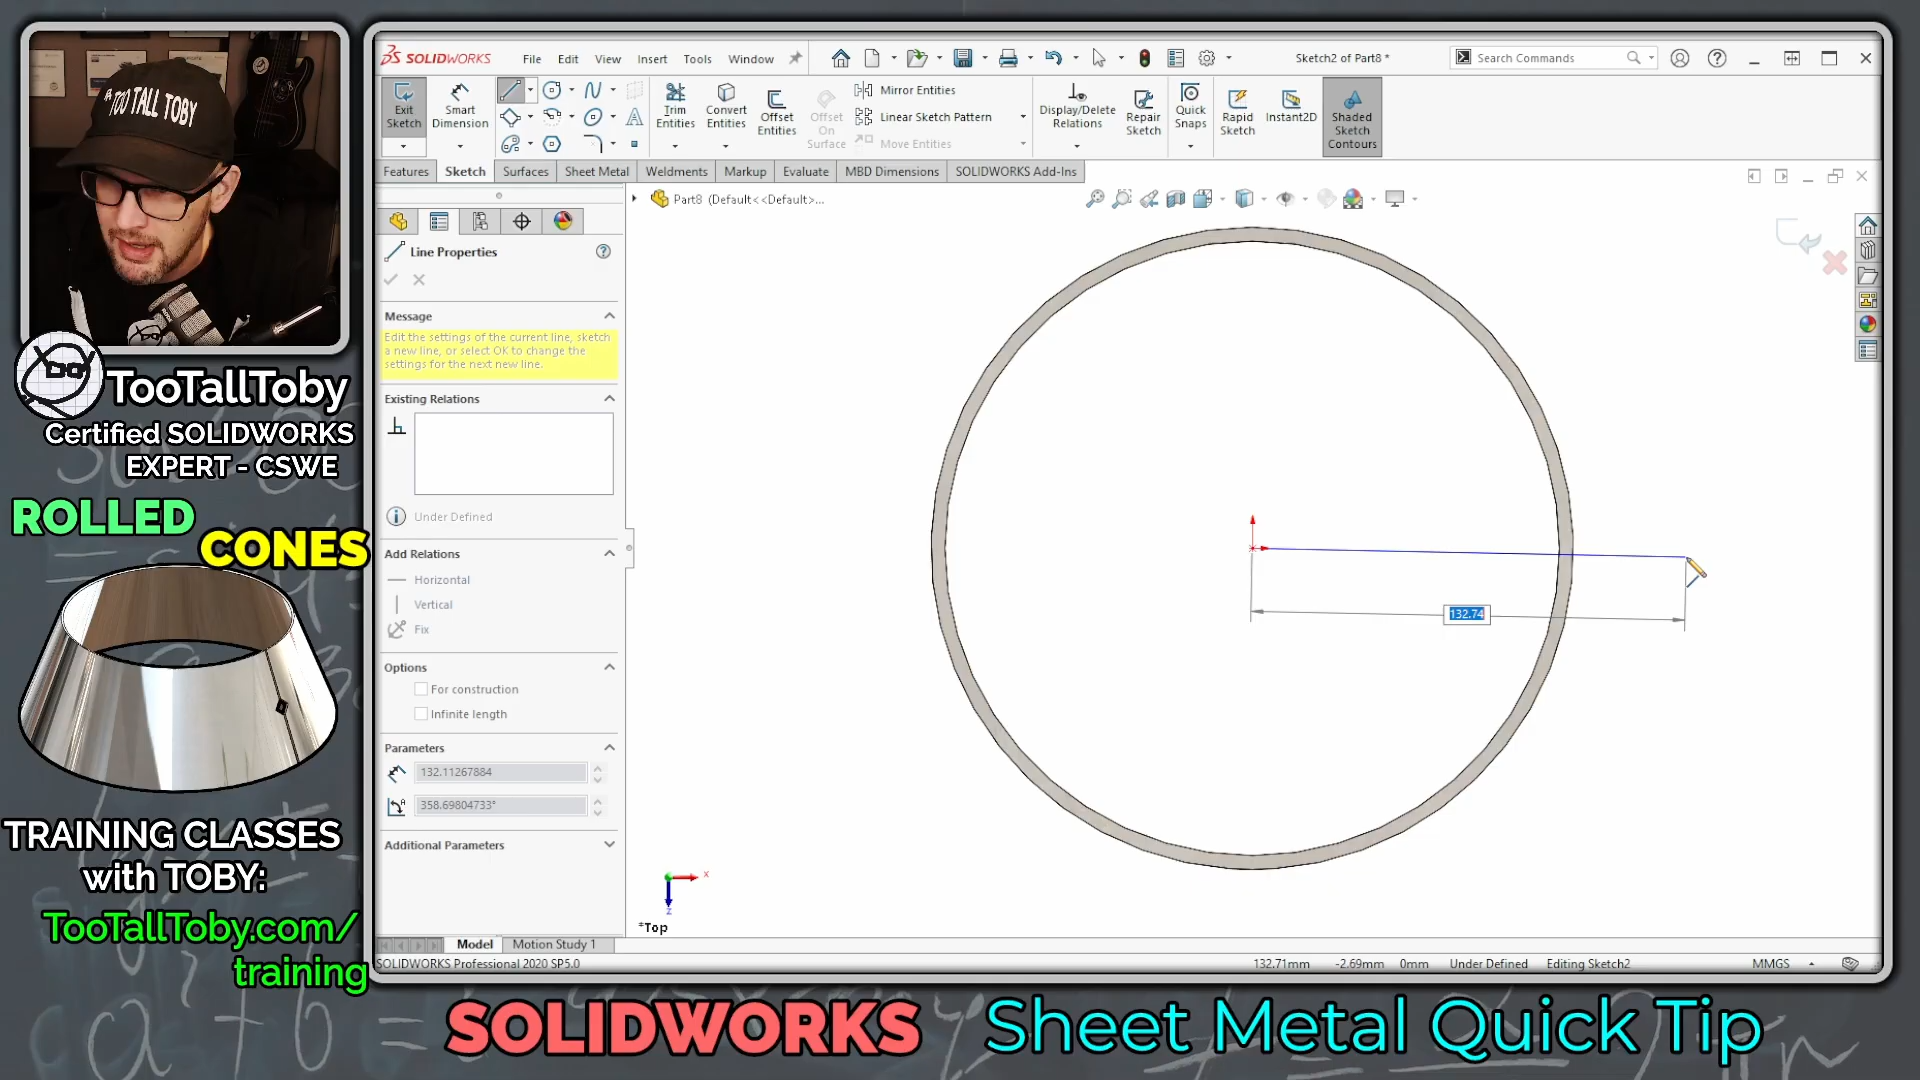 SOLIDWORKS
File
Edit
View
Insert
Tools
Window
Sketch2 of Part8 *
Search Commands
Exit Sketch
Smart Dimension
Trim Entities
Convert Entities
Offset Entities
Offset On Surface
Mirror Entities
Linear Sketch Pattern
Move Entities
Display/Delete Relations
Repair Sketch
Quick Snaps
Rapid Sketch
Instant2D
Shaded Sketch Contours
Features
Sketch
Surfaces
Sheet Metal
Weldments
Markup
Evaluate
MBD Dimensions
SOLIDWORKS Add-Ins
Part8 (Default<<Default>...
Line Properties
Message
Edit the settings of the current line, sketch
a new line, or select OK to change the
settings for the next new line.
Existing Relations
Under Defined
Add Relations
Horizontal
Vertical
Fix
Options
For construction
Infinite length
Parameters
132.11267884
358.69804733°
Additional Parameters
132.74
x
z
*Top
Model
Motion Study 1
SOLIDWORKS Professional 2020 SP5.0
132.71mm
-2.69mm
0mm
Under Defined
Editing Sketch2
MMGS
TOO TALL TOBY
TooTallToby
Certified SOLIDWORKS
EXPERT - CSWE
ROLLED
CONES
TRAINING CLASSES
with TOBY:
TooTallToby.com/
training
SOLIDWORKS
Sheet Metal Quick Tip